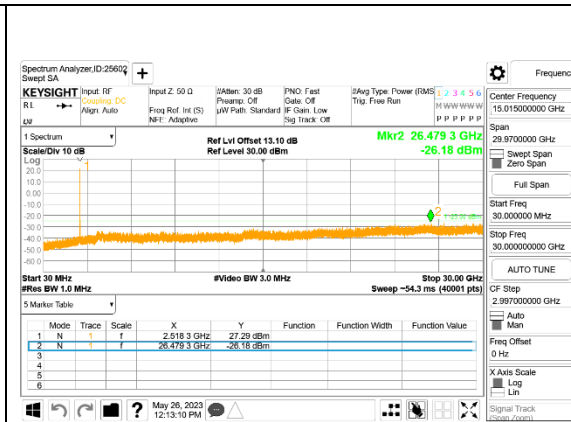 Spectrum Analyzer,ID:25602
Swept SA
+
Frequenc
KEYSIGHT
Input: RF
Input Z: 50 Ω
#Atten: 30 dB
PNO: Fast
#Avg Type: Power (RMS
1 2 3 4 5 6
RL
Coupling: DC
Preamp: Off
Gate: Off
Trig: Free Run
M W W W W W
Align: Auto
Freq Ref: Int (S)
µW Path: Standard
IF Gain: Low
P P P P P P
NFE: Adaptive
Sig Track: Off
Center Frequency
15.015000000 GHz
Span
29.9700000 GHz
Swept Span
Zero Span
Full Span
Start Freq
30.000000 MHz
Stop Freq
30.000000000 GHz
AUTO TUNE
CF Step
2.997000000 GHz
Auto
Man
Freq Offset
0 Hz
X Axis Scale
Log
Lin
Signal Track
(Span Zoom)
1 Spectrum
Scale/Div 10 dB
Ref Lvl Offset 13.10 dB
Ref Level 30.00 dBm
Mkr2 26.479 3 GHz
-26.18 dBm
Log
20.0
10.0
0.00
-10.0
-20.0
-30.0
-40.0
-50.0
-60.0
2
Start 30 MHz
#Video BW 3.0 MHz
Stop 30.00 GHz
#Res BW 1.0 MHz
Sweep ~54.3 ms (40001 pts)
5 Marker Table
Mode Trace Scale X Y Function Function Width Function Value
1 N 1 f 2.518 3 GHz 27.29 dBm
2 N 1 f 26.479 3 GHz -26.18 dBm
3
4
5
6
?
May 26, 2023
12:13:10 PM